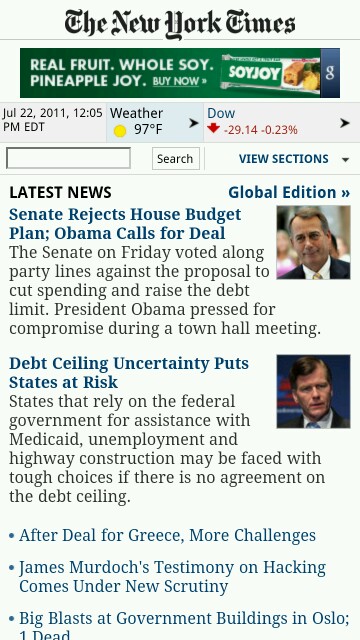 The New York Times
REAL FRUIT. WHOLE SOY.
PINEAPPLE JOY. BUY NOW »
SOYJOY
g
Jul 22, 2011, 12:05
PM EDT
Weather
97°F
Dow
-29.14 -0.23%
Search
VIEW SECTIONS
LATEST NEWS
Global Edition »
Senate Rejects House Budget
Plan; Obama Calls for Deal
The Senate on Friday voted along
party lines against the proposal to
cut spending and raise the debt
limit. President Obama pressed for
compromise during a town hall meeting.
Debt Ceiling Uncertainty Puts
States at Risk
States that rely on the federal
government for assistance with
Medicaid, unemployment and
highway construction may be faced with
tough choices if there is no agreement on
the debt ceiling.
• After Deal for Greece, More Challenges
• James Murdoch's Testimony on Hacking
Comes Under New Scrutiny
• Big Blasts at Government Buildings in Oslo;
1 Dead